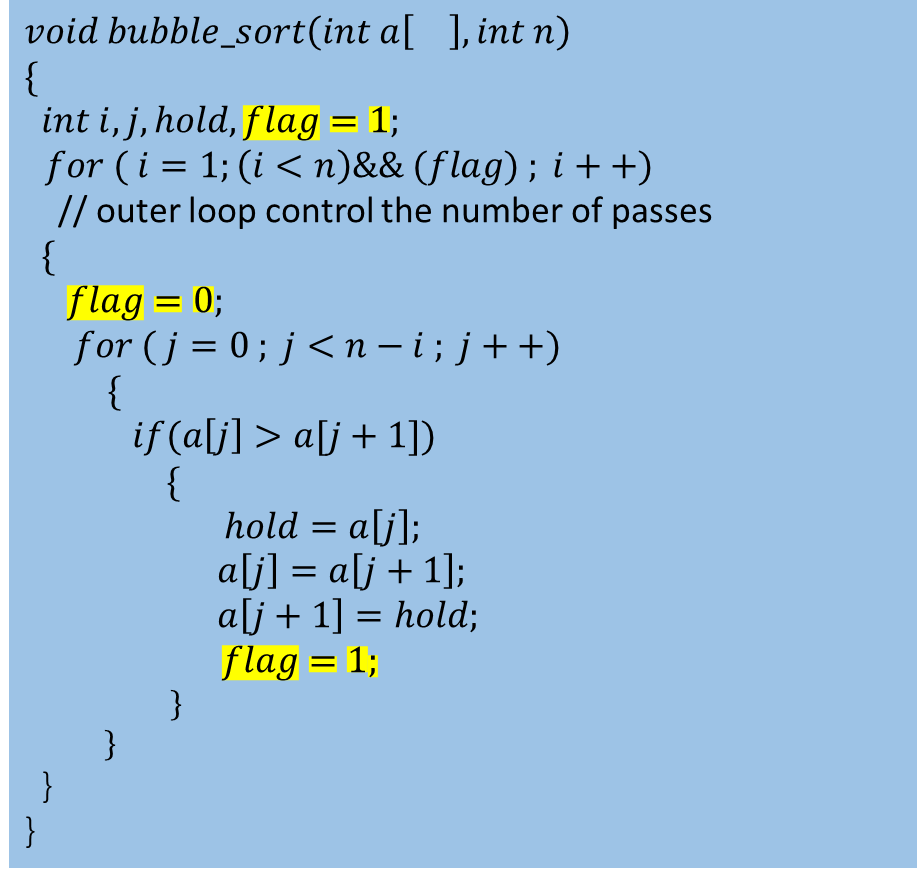 void bubble_sort(int a[ ], int n)
{
int i, j, hold, flag = 1;
for ( i = 1; (i < n)&& (flag) ; i + +)
// outer loop control the number of passes
{
flag = 0;
for ( j = 0 ; j < n − i ; j + +)
{
if(a[j] > a[j + 1])
{
hold = a[j];
a[j] = a[j + 1];
a[j + 1] = hold;
flag = 1;
}
}
}
}